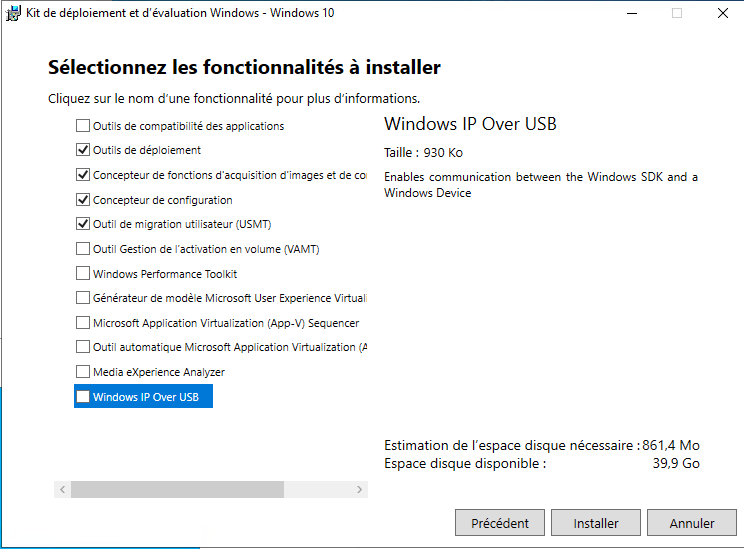 Kit de déploiement et d'évaluation Windows - Windows 10
Sélectionnez les fonctionnalités à installer
Cliquez sur le nom d'une fonctionnalité pour plus d'informations.
Outils de compatibilité des applications
Outils de déploiement
Concepteur de fonctions d'acquisition d'images et de co
Concepteur de configuration
Outil de migration utilisateur (USMT)
Outil Gestion de l'activation en volume (VAMT)
Windows Performance Toolkit
Générateur de modèle Microsoft User Experience Virtuali
Microsoft Application Virtualization (App-V) Sequencer
Outil automatique Microsoft Application Virtualization (A
Media eXperience Analyzer
Windows IP Over USB
Windows IP Over USB
Taille : 930 Ko
Enables communication between the Windows SDK and a
Windows Device
Estimation de l'espace disque nécessaire : 861,4 Mo
Espace disque disponible : 39,9 Go
Précédent
Installer
Annuler